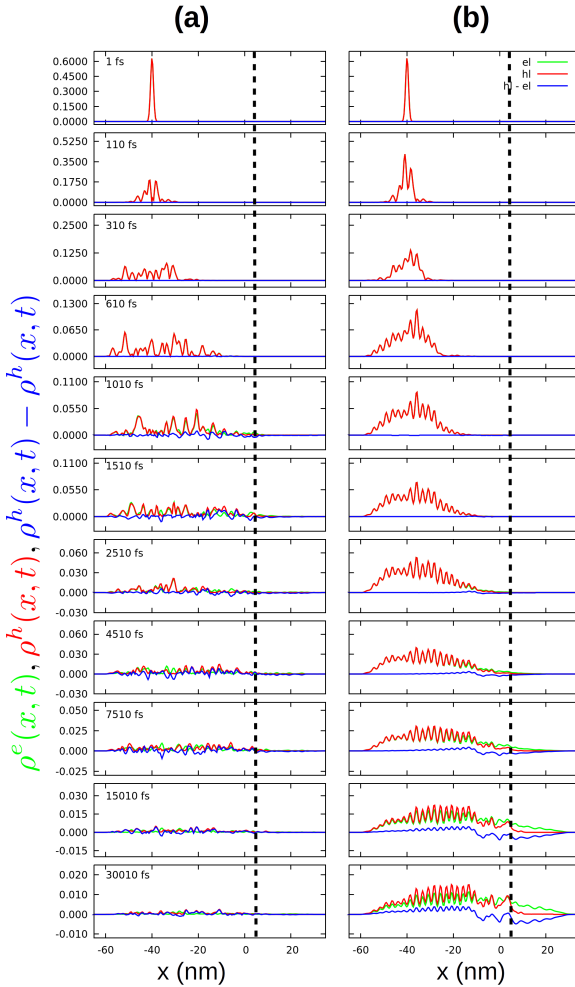 (a) (b)
ρᵉ(x, t), ρʰ(x, t), ρʰ(x, t) − ρʰ(x, t)
1 fs
0.6000
0.4500
0.3000
0.1500
0.0000
el
hl
hl - el
110 fs
0.5250
0.3500
0.1750
0.0000
310 fs
0.2500
0.1250
0.0000
610 fs
0.1300
0.0650
0.0000
1010 fs
0.1100
0.0550
0.0000
1510 fs
0.1100
0.0550
0.0000
2510 fs
0.060
0.030
0.000
-0.030
4510 fs
0.060
0.030
0.000
-0.030
7510 fs
0.050
0.025
0.000
-0.025
15010 fs
0.030
0.015
0.000
-0.015
30010 fs
0.020
0.010
0.000
-0.010
-60 -40 -20 0 20 -60 -40 -20 0 20
x (nm) x (nm)